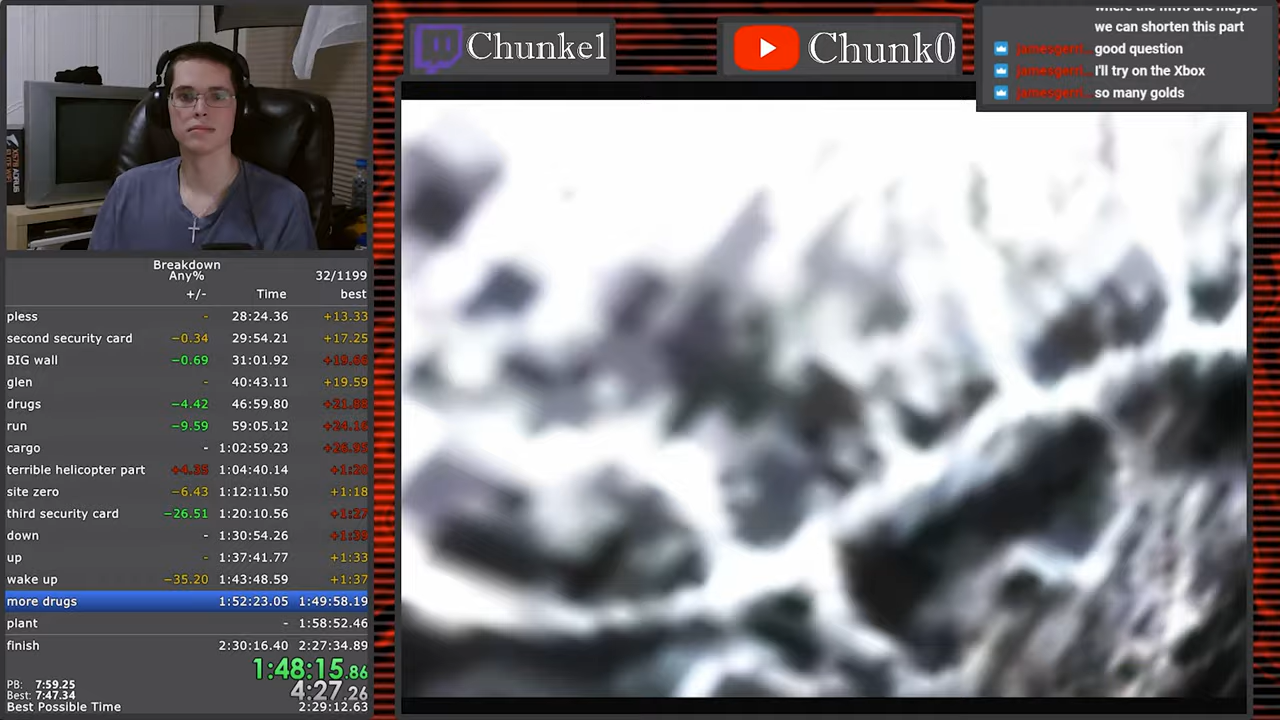 Chunke1
Chunk0
we can shorten this part
jamesgent... good question
jamesgent... I'll try on the Xbox
jamesgent... so many golds
Breakdown
Any% 32/1199
+/- Time best
pless - 28:24.36 +13.33
second security card −0.34 29:54.21 +17.25
BIG wall −0.69 31:01.92
glen - 40:43.11 +19.59
drugs −4.42 46:59.80
run −9.59 59:05.12
cargo - 1:02:59.23
terrible helicopter part 1:04:40.14
site zero −6.43 1:12:11.50 +1:18
third security card −26.51 1:20:10.56 +1:27
down - 1:30:54.26
up - 1:37:41.77 +1:33
wake up −35.20 1:43:48.59 +1:37
more drugs 1:52:23.05 1:49:58.19
plant - 1:58:52.46
finish 2:30:16.40 2:27:34.89
1:48:15.86
PB: 7:59.25 4:27.26
Best: 7:47.34
Best Possible Time 2:29:12.63